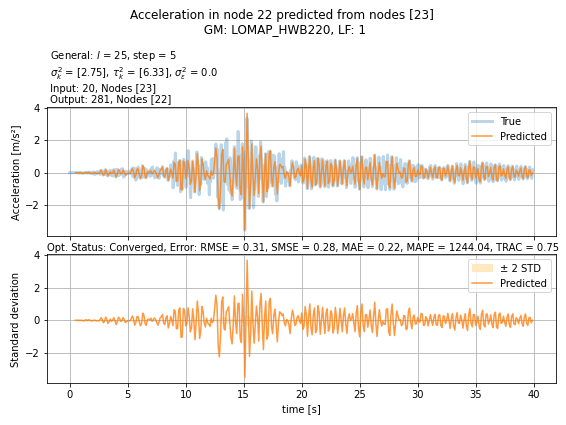 Acceleration in node 22 predicted from nodes [23]
GM: LOMAP_HWB220, LF: 1
General: l = 25, step = 5
σ²ₖ = [2.75], τ²ₖ = [6.33], σ²ε = 0.0
Input: 20, Nodes [23]
Output: 281, Nodes [22]
Acceleration [m/s²]
4
2
0
−2
True
Predicted
Opt. Status: Converged, Error: RMSE = 0.31, SMSE = 0.28, MAE = 0.22, MAPE = 1244.04, TRAC = 0.75
Standard deviation
4
2
0
−2
± 2 STD
Predicted
0 5 10 15 20 25 30 35 40
time [s]